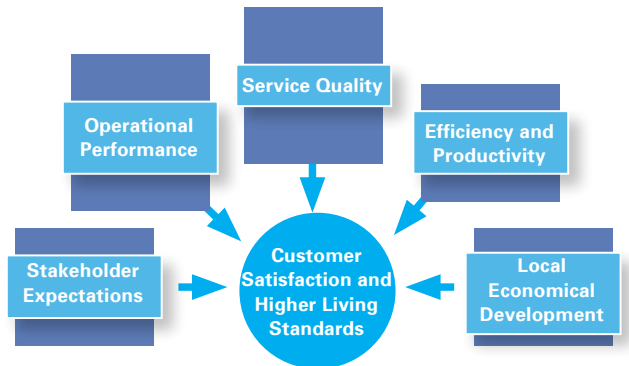 Service Quality
Operational
Performance
Efficiency and
Productivity
Stakeholder
Expectations
Customer
Satisfaction and
Higher Living
Standards
Local
Economical
Development